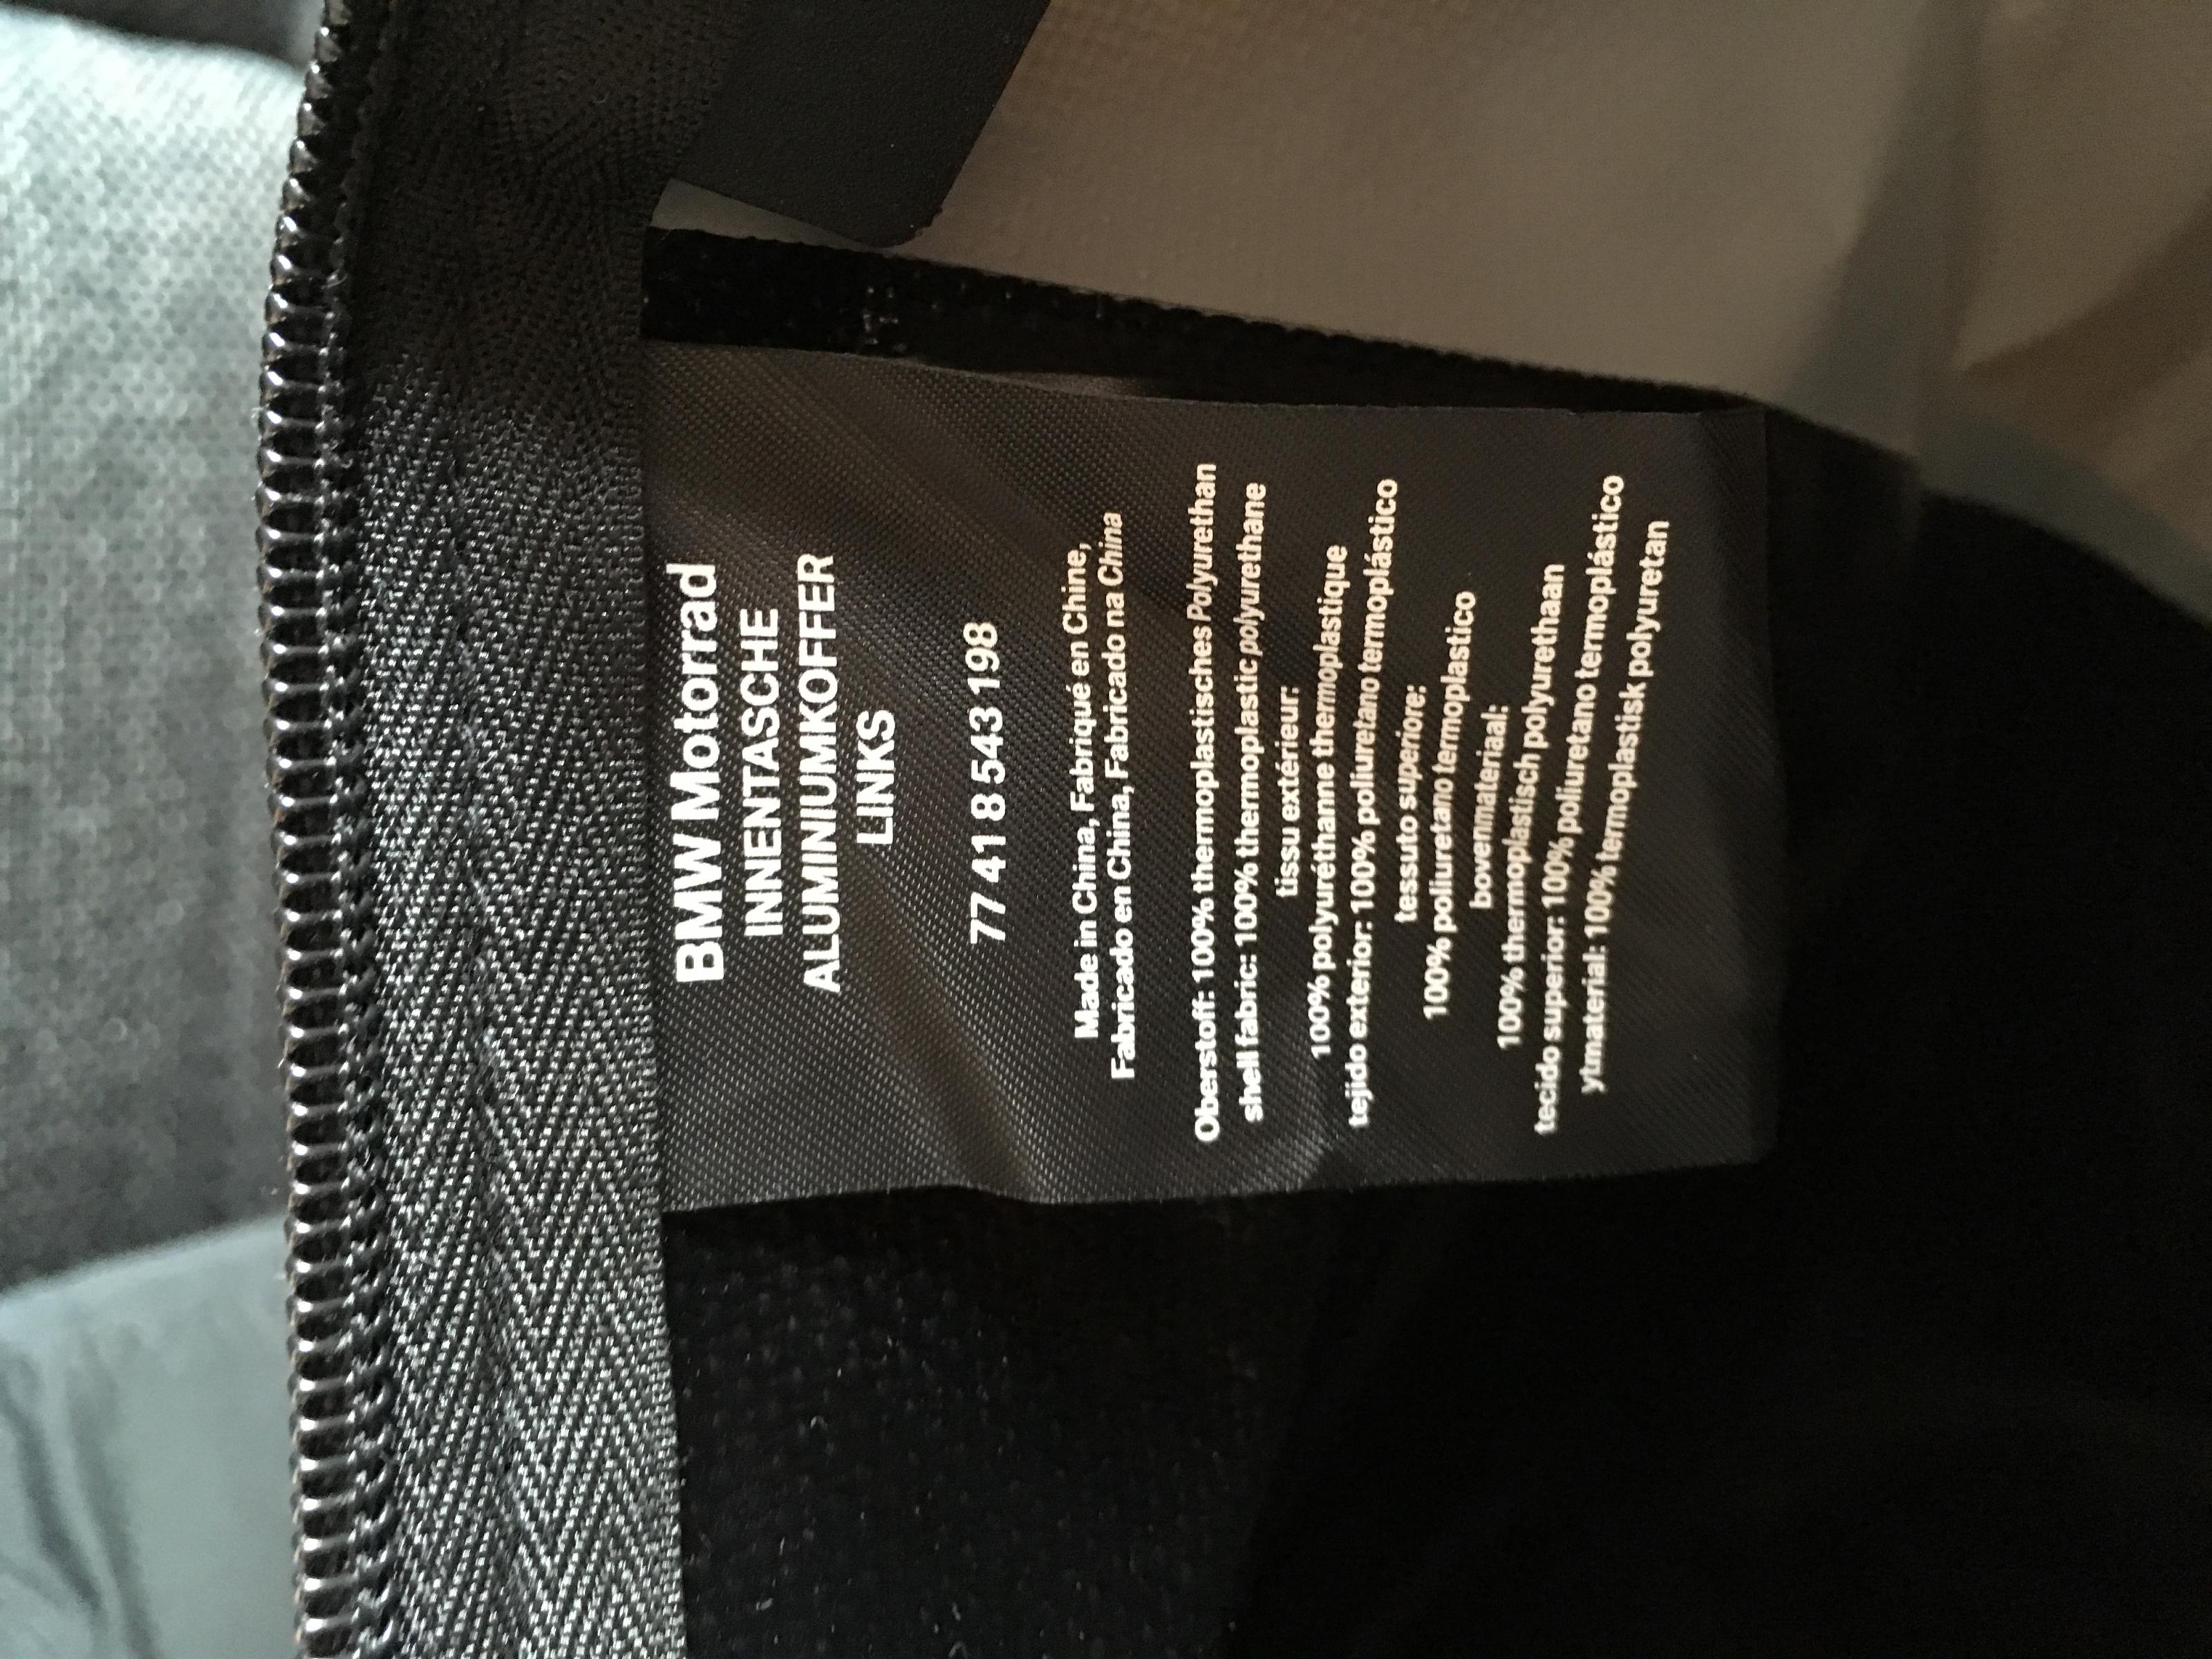 BMW Motorrad
INNENTASCHE
ALUMINIUMKOFFER
LINKS
77 41 8 543 198
Made in China, Fabriqué en Chine,
Fabricado en China, Fabricado na China
Oberstoff: 100% thermoplastisches Polyurethan
shell fabric: 100% thermoplastic polyurethane
tissu extérieur:
100% polyuréthanne thermoplastique
tejido exterior: 100% poliuretano termoplástico
tessuto superiore:
100% poliuretano termoplastico
bovenmateriaal:
100% thermoplastisch polyurethaan
tecido superior: 100% poliuretano termoplástico
ytmaterial: 100% termoplastisk polyuretan